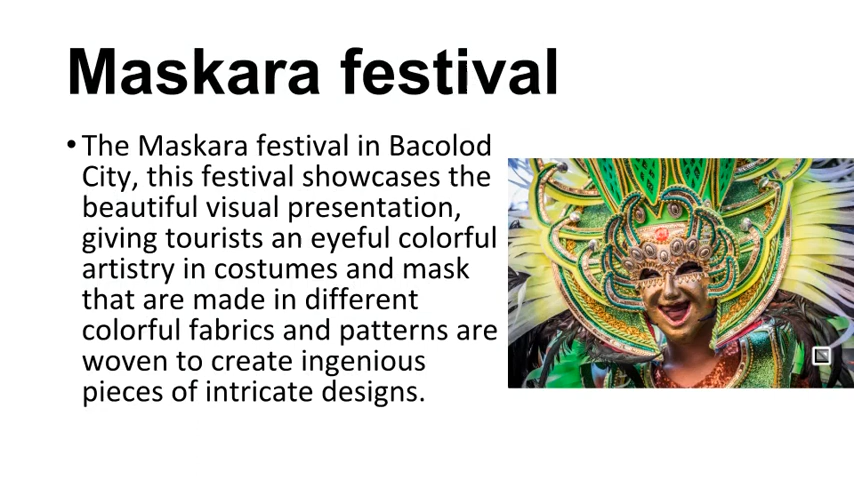 Maskara festival
• The Maskara festival in Bacolod
City, this festival showcases the
beautiful visual presentation,
giving tourists an eyeful colorful
artistry in costumes and mask
that are made in different
colorful fabrics and patterns are
woven to create ingenious
pieces of intricate designs.